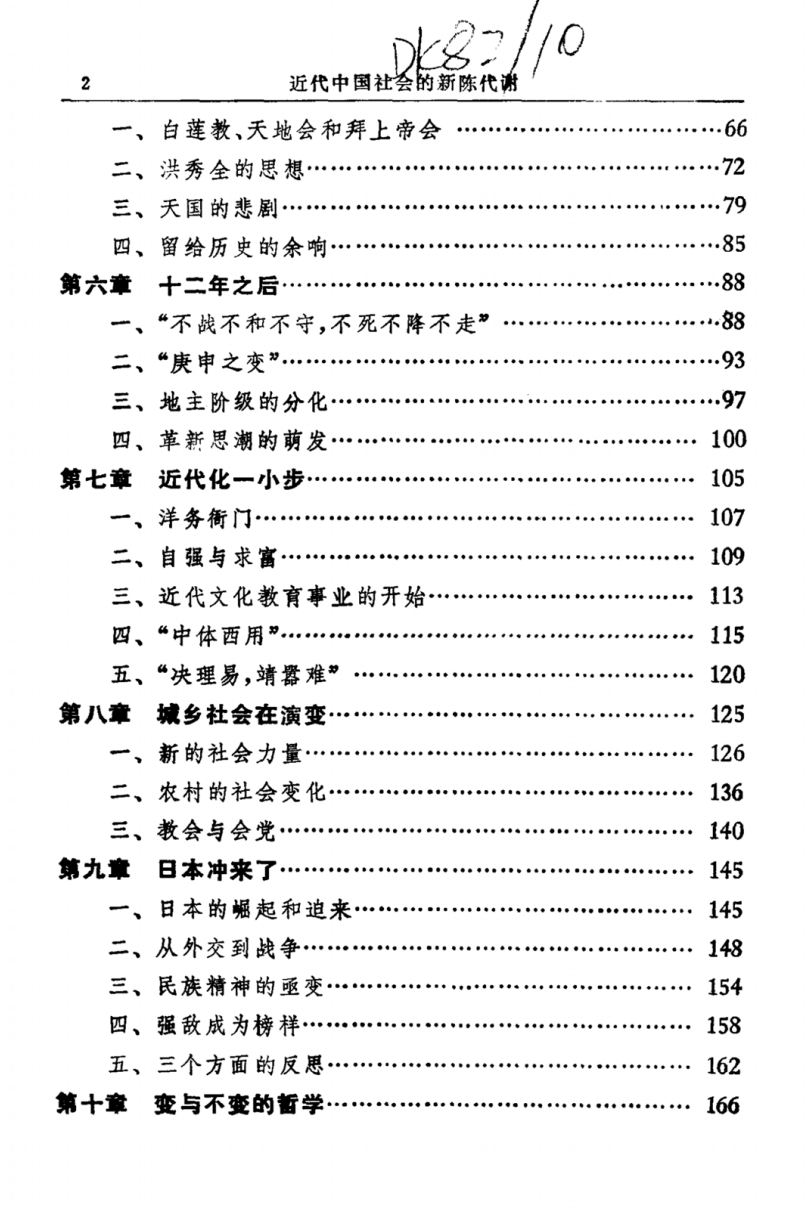 DK82/10
2 近代中国社会的新陈代谢
一、白莲教、天地会和拜上帝会 …………………………66
二、洪秀全的思想…………………………………………72
三、天国的悲剧……………………………………………79
四、留给历史的余响………………………………………85
第六章 十二年之后………………………………………88
一、“不战不和不守,不死不降不走” ……………………88
二、“庚申之变”……………………………………………93
三、地主阶级的分化………………………………………97
四、革新思潮的萌发……………………………………… 100
第七章 近代化一小步…………………………………… 105
一、洋务衙门……………………………………………… 107
二、自强与求富…………………………………………… 109
三、近代文化教育事业的开始…………………………… 113
四、“中体西用”…………………………………………… 115
五、“决理易,靖嚣难” …………………………………… 120
第八章 城乡社会在演变………………………………… 125
一、新的社会力量………………………………………… 126
二、农村的社会变化……………………………………… 136
三、教会与会党…………………………………………… 140
第九章 日本冲来了……………………………………… 145
一、日本的崛起和迫来…………………………………… 145
二、从外交到战争………………………………………… 148
三、民族精神的亟变……………………………………… 154
四、强敌成为榜样………………………………………… 158
五、三个方面的反思……………………………………… 162
第十章 变与不变的哲学………………………………… 166